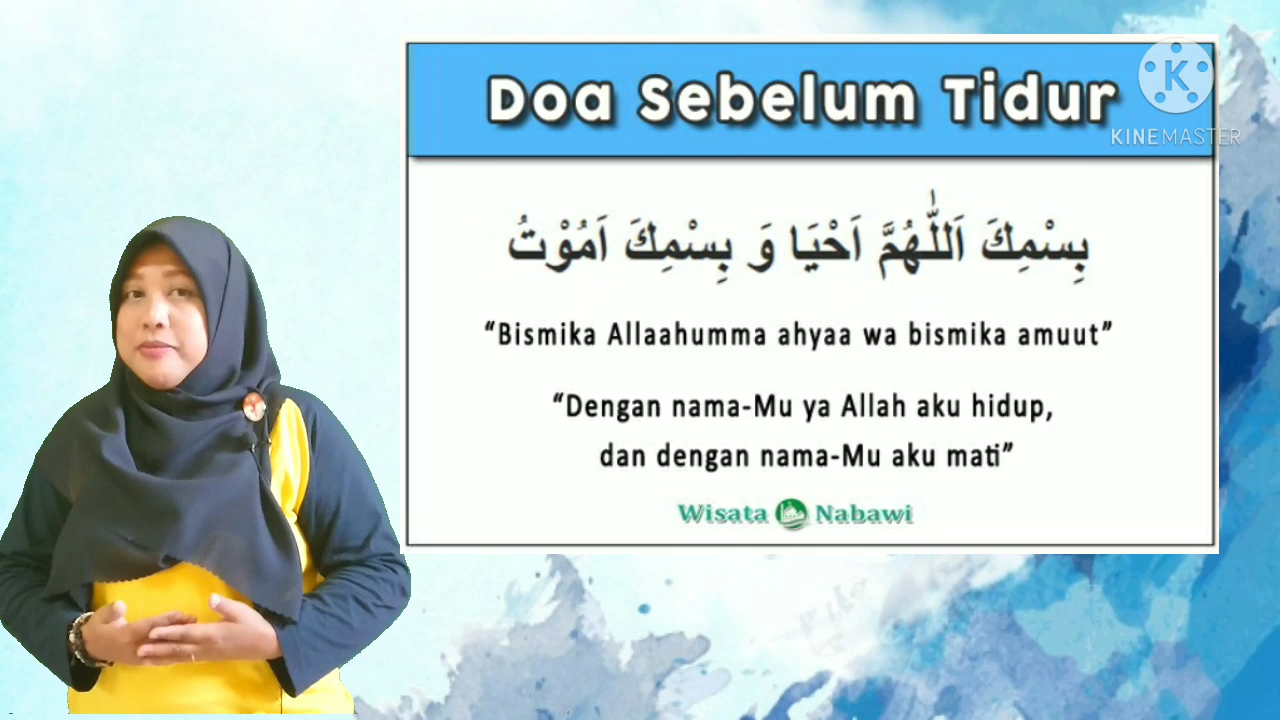 Doa Sebelum Tidur
KINEMASTER
بِسْمِكَ اَللّٰهُمَّ اَحْيَا وَ بِسْمِكَ اَمُوْتُ
“Bismika Allaahumma ahyaa wa bismika amuut”
“Dengan nama-Mu ya Allah aku hidup,
dan dengan nama-Mu aku mati”
Wisata Nabawi